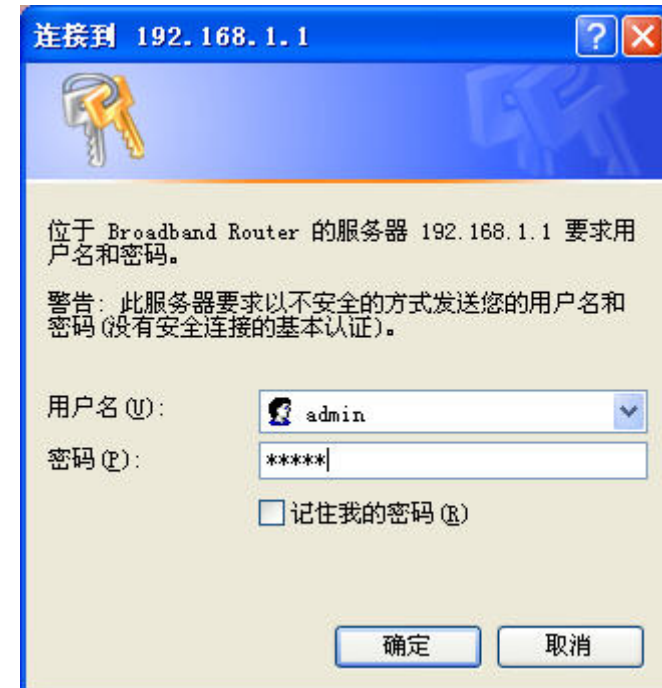 连接到 192.168.1.1
位于 Broadband Router 的服务器 192.168.1.1 要求用
户名和密码。
警告: 此服务器要求以不安全的方式发送您的用户名和
密码(没有安全连接的基本认证)。
用户名(U): admin
密码(P): *****
记住我的密码(R)
确定 取消